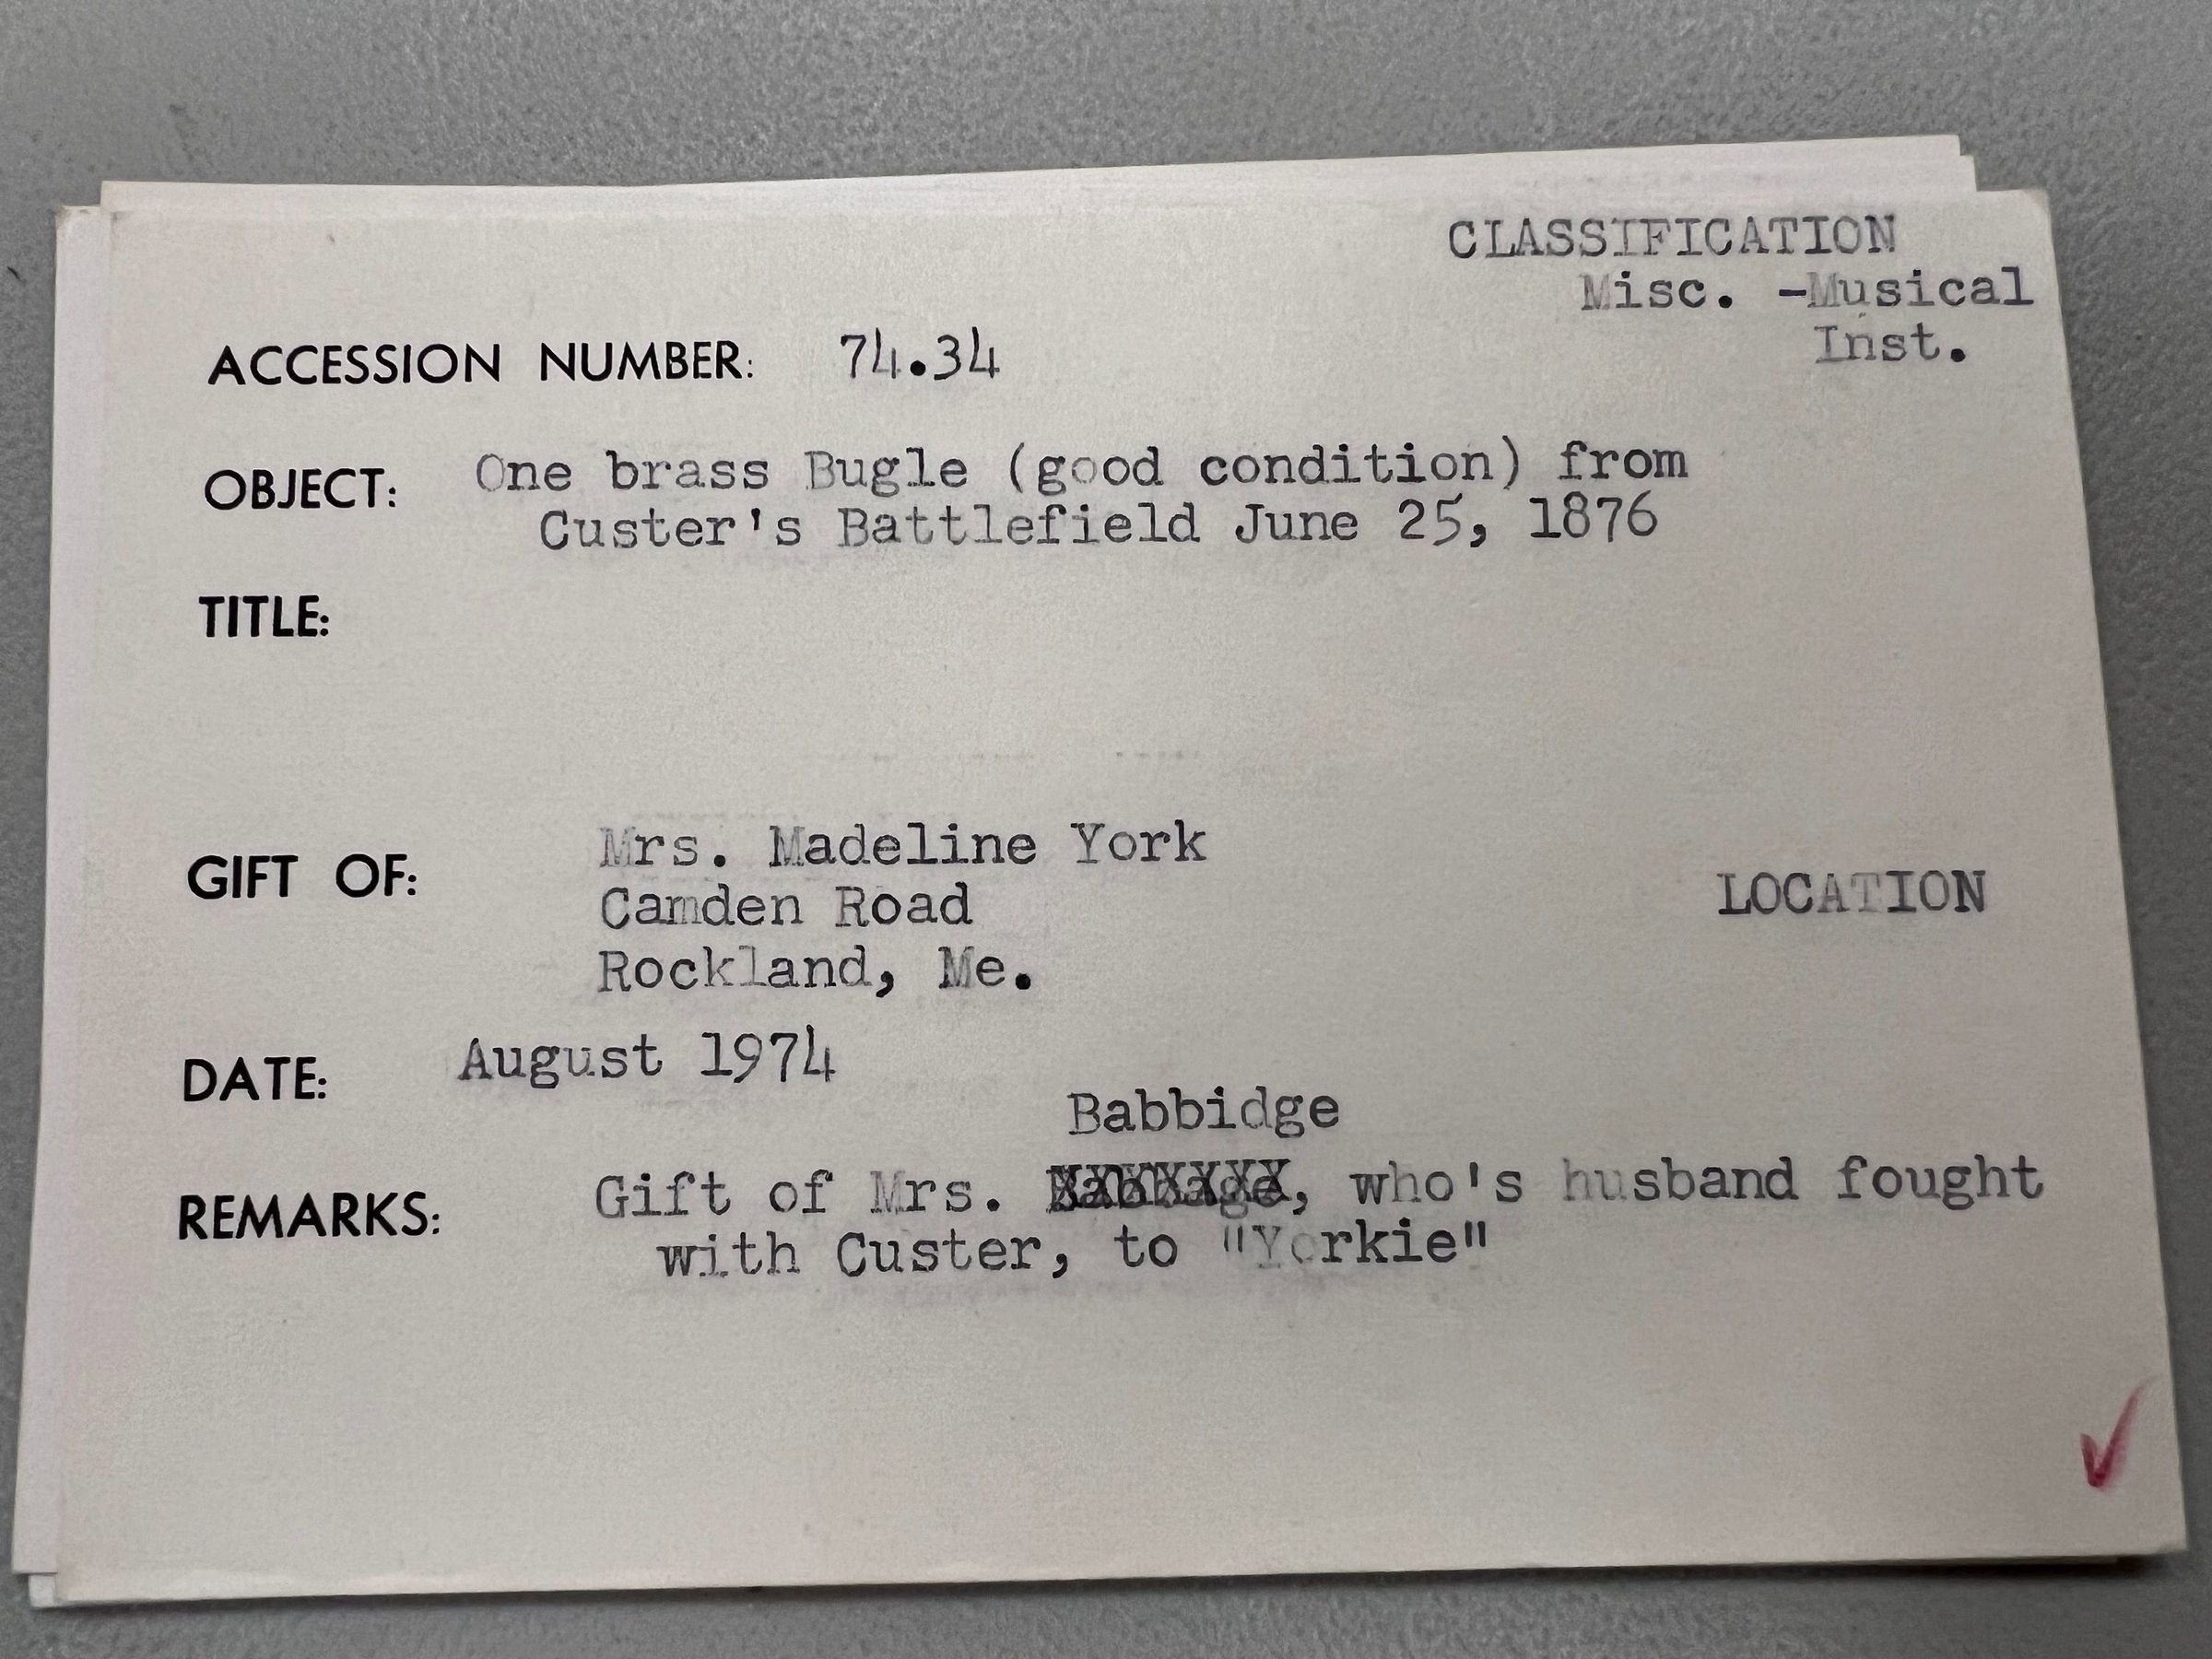 CLASSIFICATION
Misc. -Musical
Inst.
ACCESSION NUMBER: 74.34
OBJECT: One brass Bugle (good condition) from
Custer's Battlefield June 25, 1876
TITLE:
GIFT OF: Mrs. Madeline York
Camden Road
Rockland, Me.
LOCATION
DATE: August 1974
Babbidge
REMARKS: Gift of Mrs. Babbage, who's husband fought
with Custer, to "Yorkie"